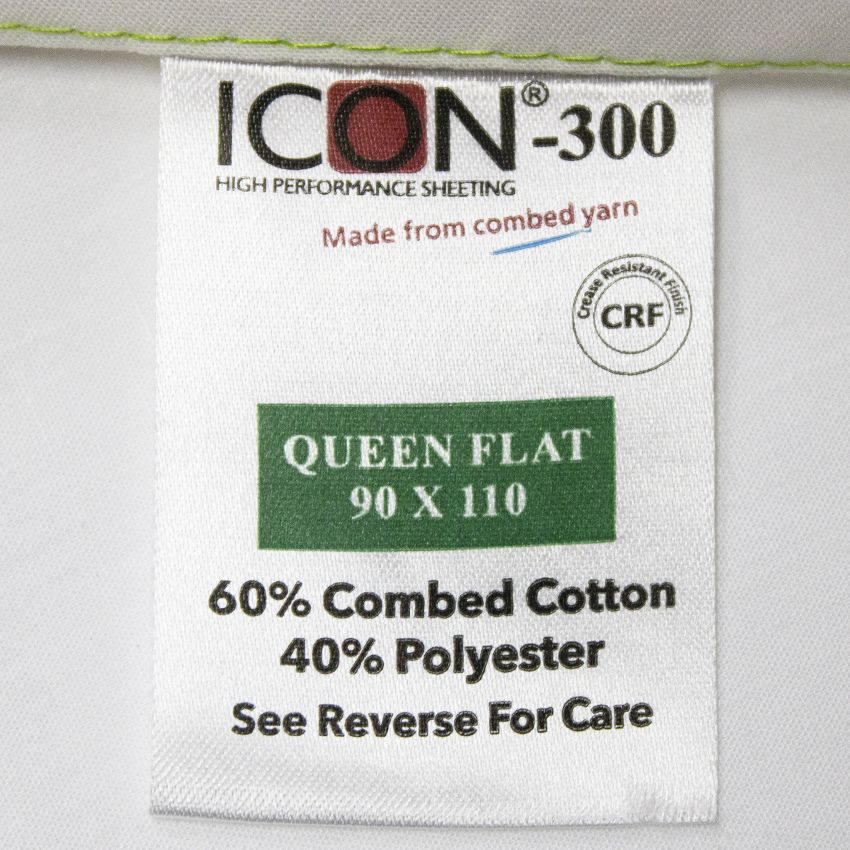 ICON®-300
HIGH PERFORMANCE SHEETING
Made from combed yarn
Crease Resistant Finish
CRF
QUEEN FLAT
90 X 110
60% Combed Cotton
40% Polyester
See Reverse For Care